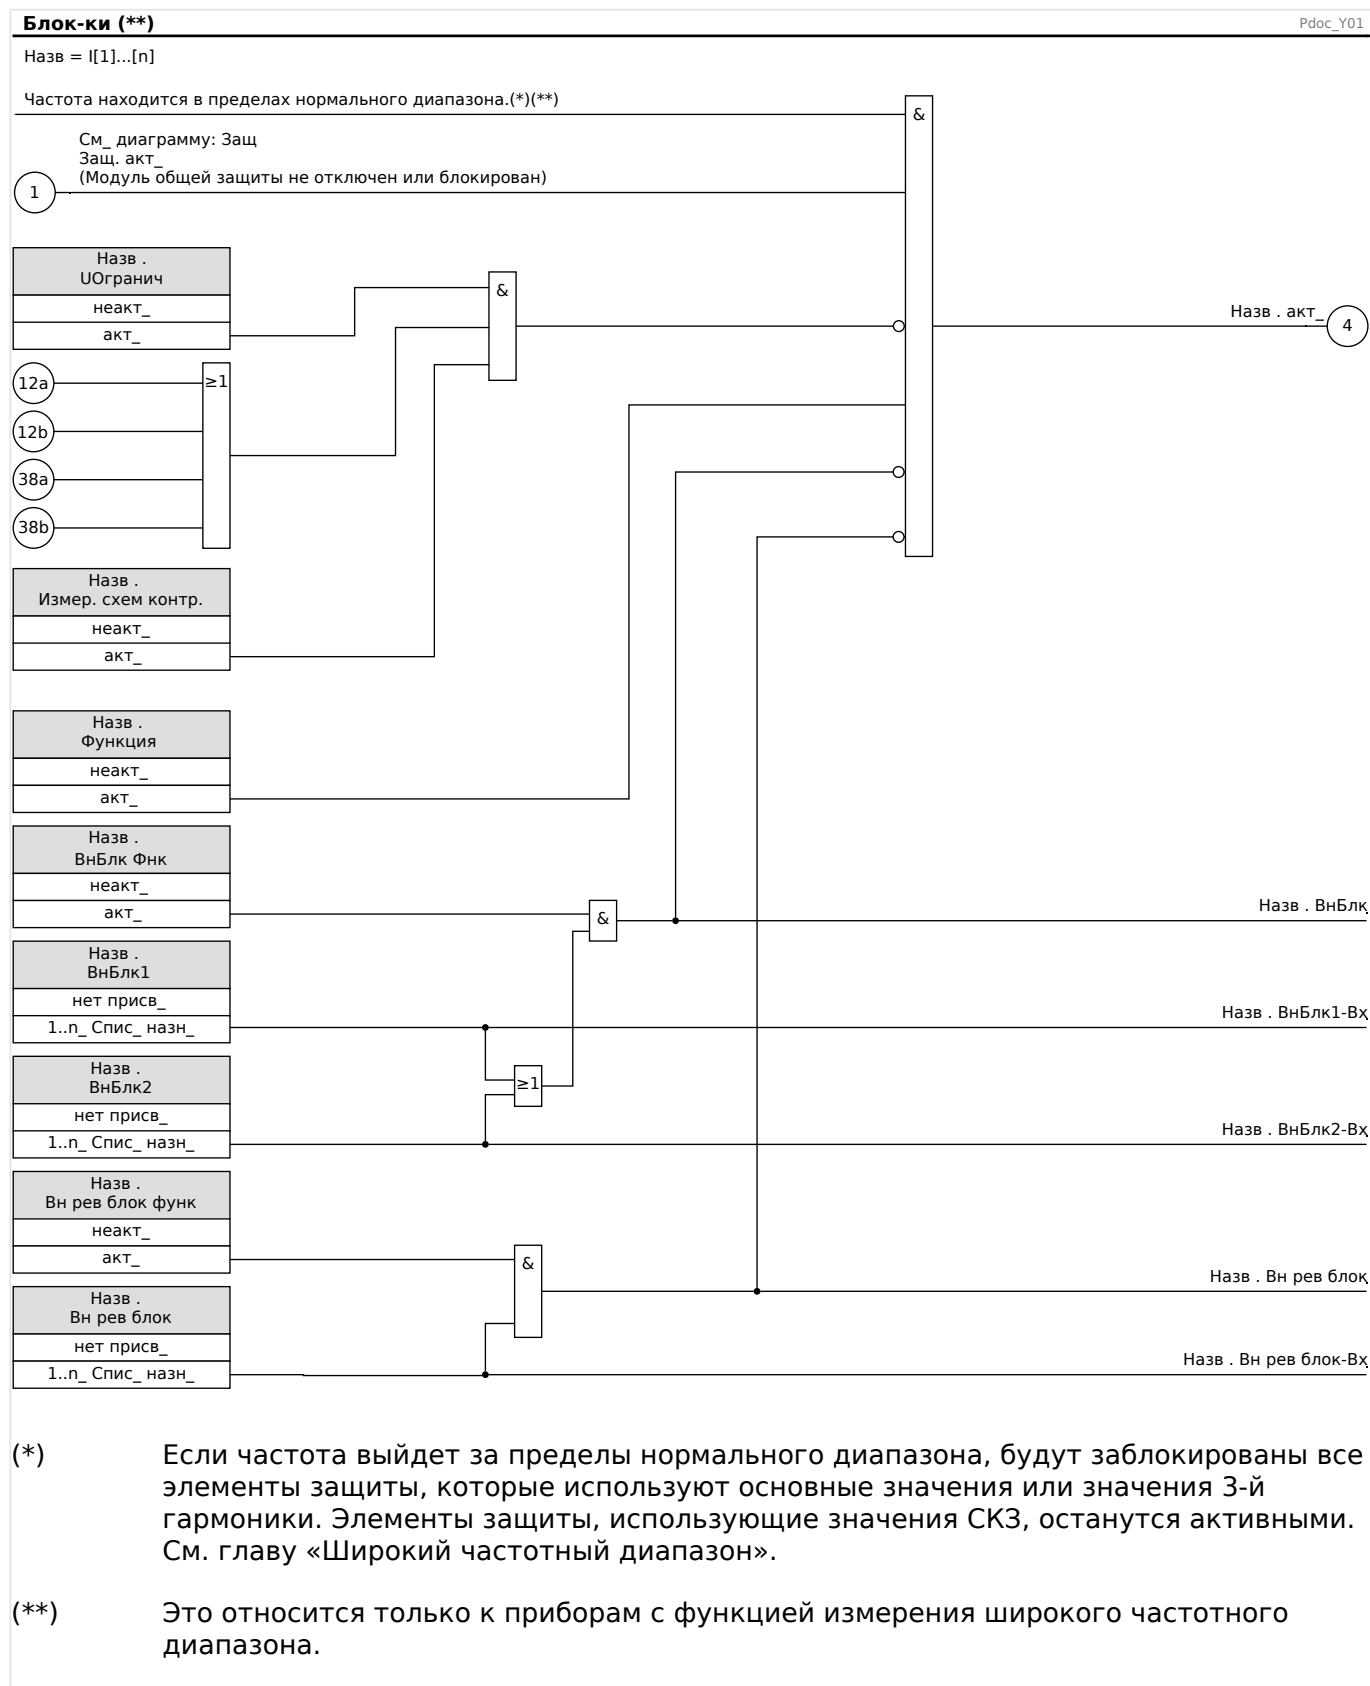 Блок-ки (**)
Pdoc_Y01
Назв = I[1]...[n]
Частота находится в пределах нормального диапазона.(*)(**)
&
См_ диаграмму: Защ
Защ. акт_
(Модуль общей защиты не отключен или блокирован)
1
Назв .
UОгранич
неакт_
акт_
&
Назв . акт_
4
12a
≥1
12b
38a
38b
Назв .
Измер. схем контр.
неакт_
акт_
Назв .
Функция
неакт_
акт_
Назв .
ВнБлк Фнк
неакт_
акт_
&
Назв . ВнБлк
Назв .
ВнБлк1
нет присв_
1..n_ Спис_ назн_
Назв . ВнБлк1-Вх
≥1
Назв .
ВнБлк2
нет присв_
1..n_ Спис_ назн_
Назв . ВнБлк2-Вх
Назв .
Вн рев блок функ
неакт_
акт_
&
Назв . Вн рев блок
Назв .
Вн рев блок
нет присв_
1..n_ Спис_ назн_
Назв . Вн рев блок-Вх
(*) Если частота выйдет за пределы нормального диапазона, будут заблокированы все
элементы защиты, которые используют основные значения или значения 3-й
гармоники. Элементы защиты, использующие значения СКЗ, останутся активными.
См. главу «Широкий частотный диапазон».
(**) Это относится только к приборам с функцией измерения широкого частотного
диапазона.